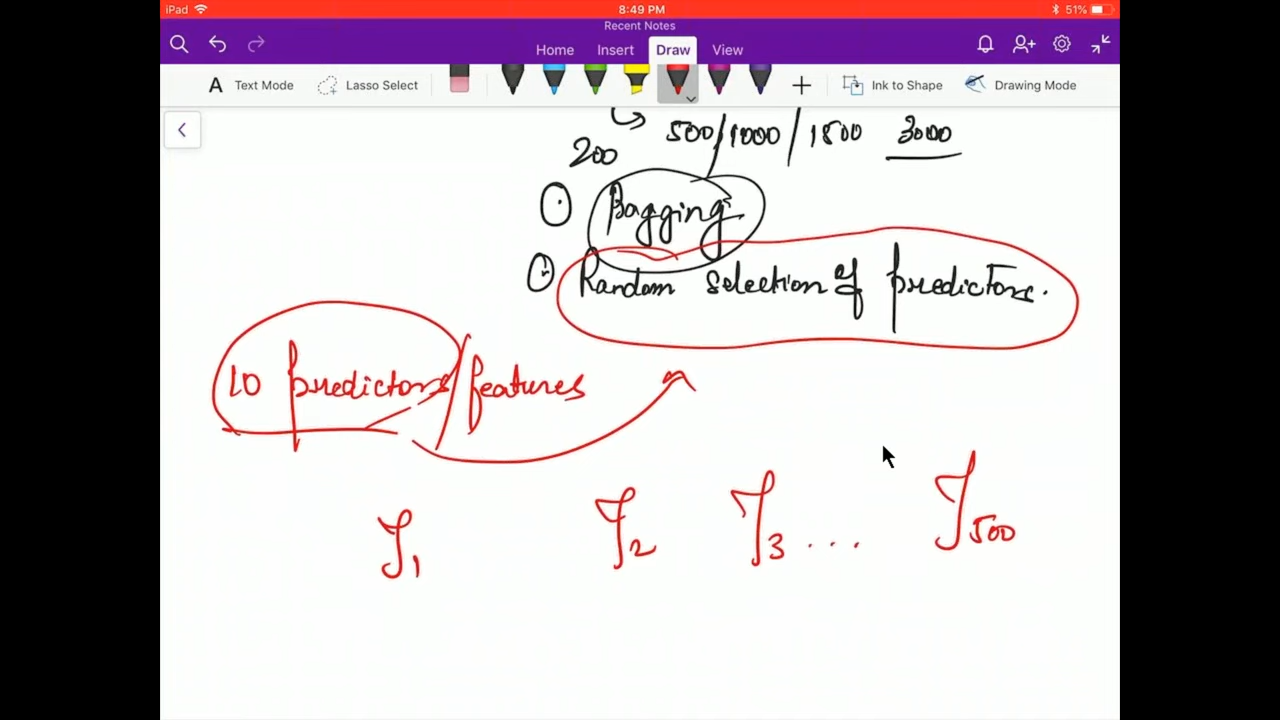 iPad 8:49 PM 51%
Recent Notes
Home Insert Draw View
A Text Mode Lasso Select + Ink to Shape Drawing Mode
500/1000/1500 3000
200
Bagging
Random selection of predictors.
10 predictors/features
T1 T2 T3 ... T500